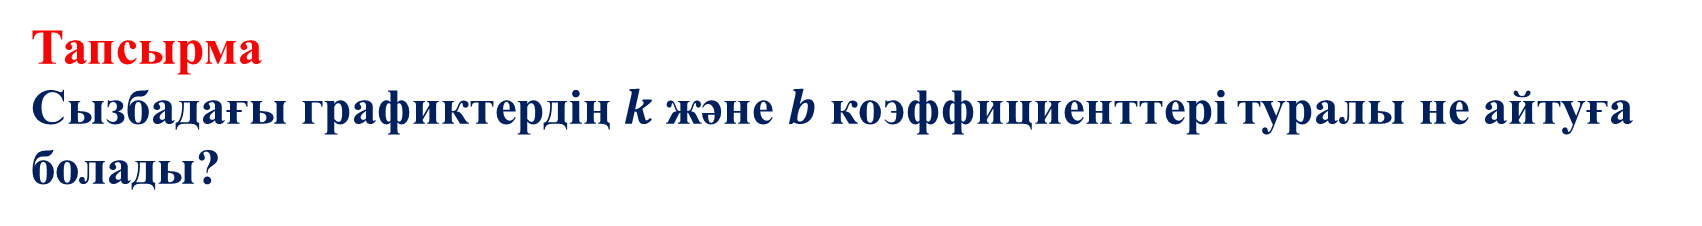 Тапсырма
Сызбадағы графиктердің k және b коэффициенттері туралы не айтуға
болады?